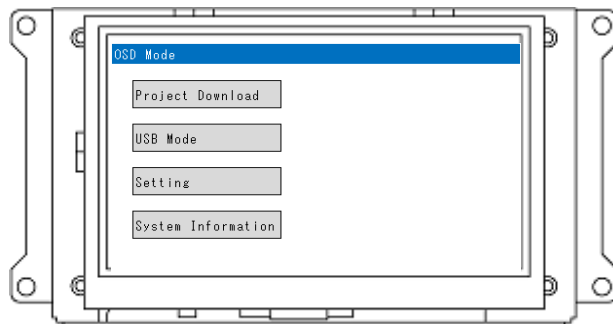 OSD Mode
Project Download
USB Mode
Setting
System Information